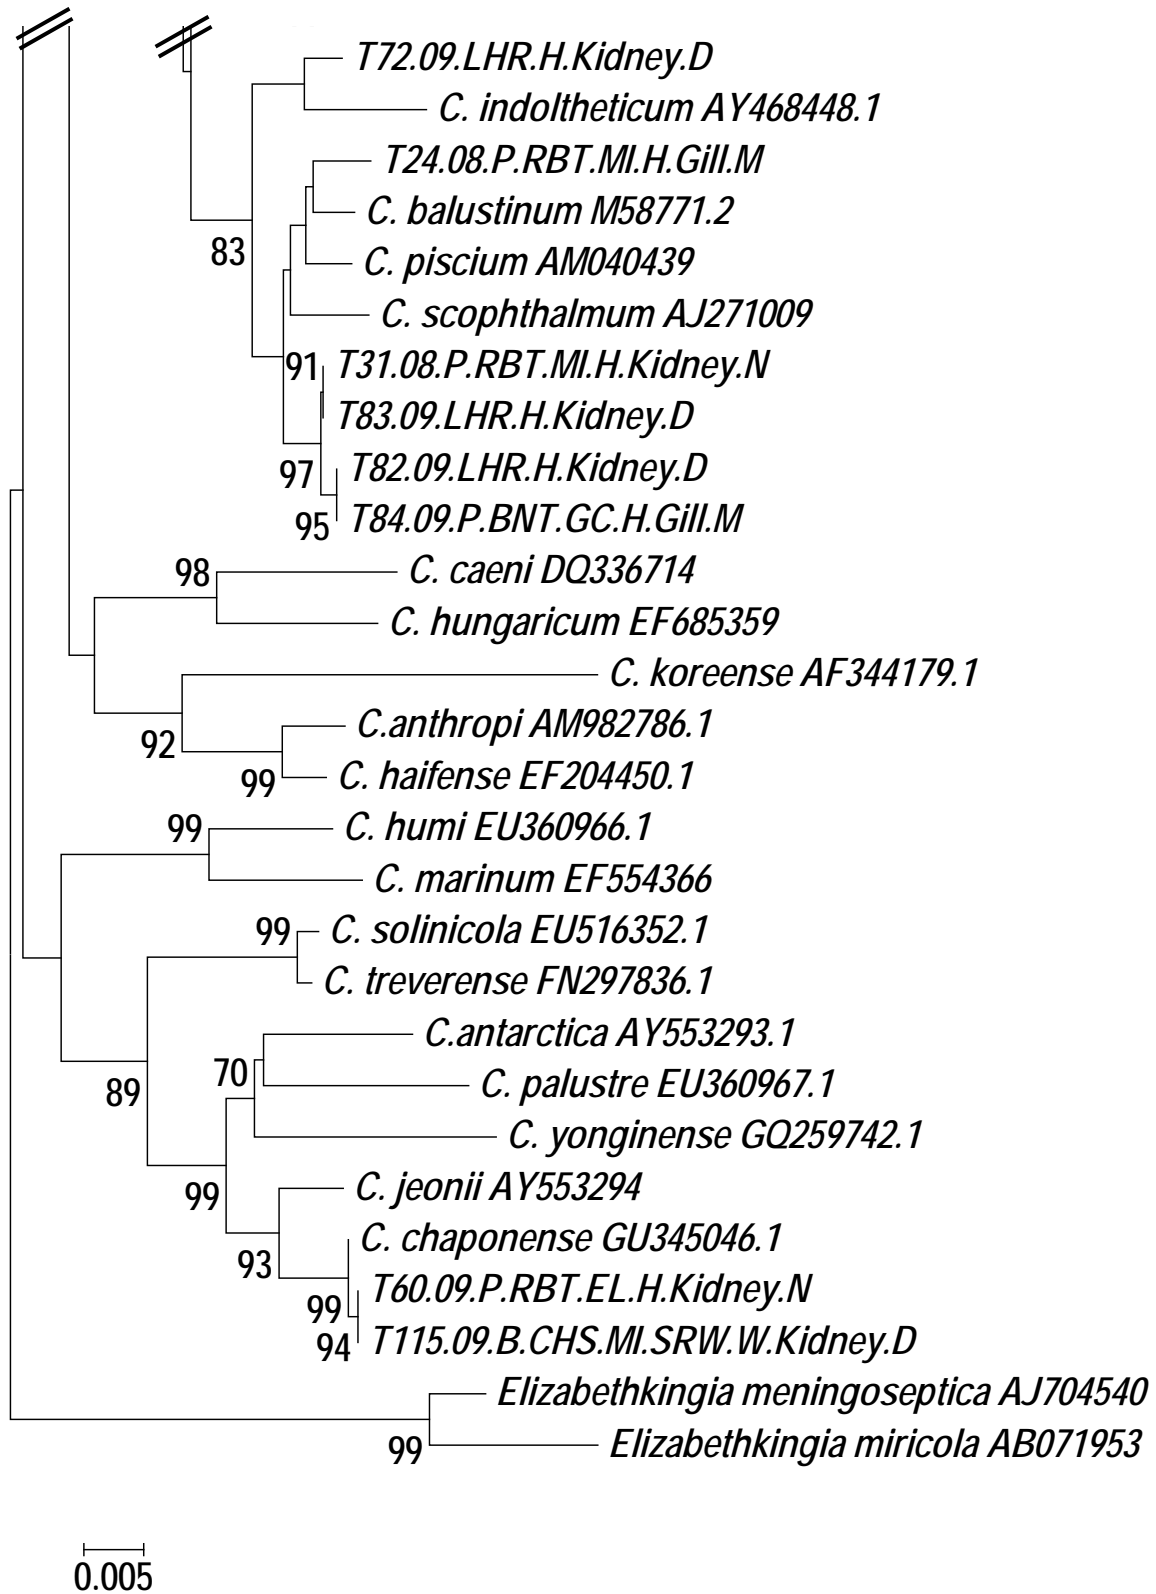 T72.09.LHR.H.Kidney.D
C. indoltheticum AY468448.1
T24.08.P.RBT.MI.H.Gill.M
C. balustinum M58771.2
C. piscium AM040439
83
C. scophthalmum AJ271009
91 T31.08.P.RBT.MI.H.Kidney.N
T83.09.LHR.H.Kidney.D
97 T82.09.LHR.H.Kidney.D
95 T84.09.P.BNT.GC.H.Gill.M
98 C. caeni DQ336714
C. hungaricum EF685359
C. koreense AF344179.1
C.anthropi AM982786.1
92
99 C. haifense EF204450.1
99 C. humi EU360966.1
C. marinum EF554366
99 C. solinicola EU516352.1
C. treverense FN297836.1
C.antarctica AY553293.1
70
C. palustre EU360967.1
89
C. yonginense GQ259742.1
C. jeonii AY553294
99
C. chaponense GU345046.1
93
T60.09.P.RBT.EL.H.Kidney.N
99
94 T115.09.B.CHS.MI.SRW.W.Kidney.D
Elizabethkingia meningoseptica AJ704540
99 Elizabethkingia miricola AB071953
0.005